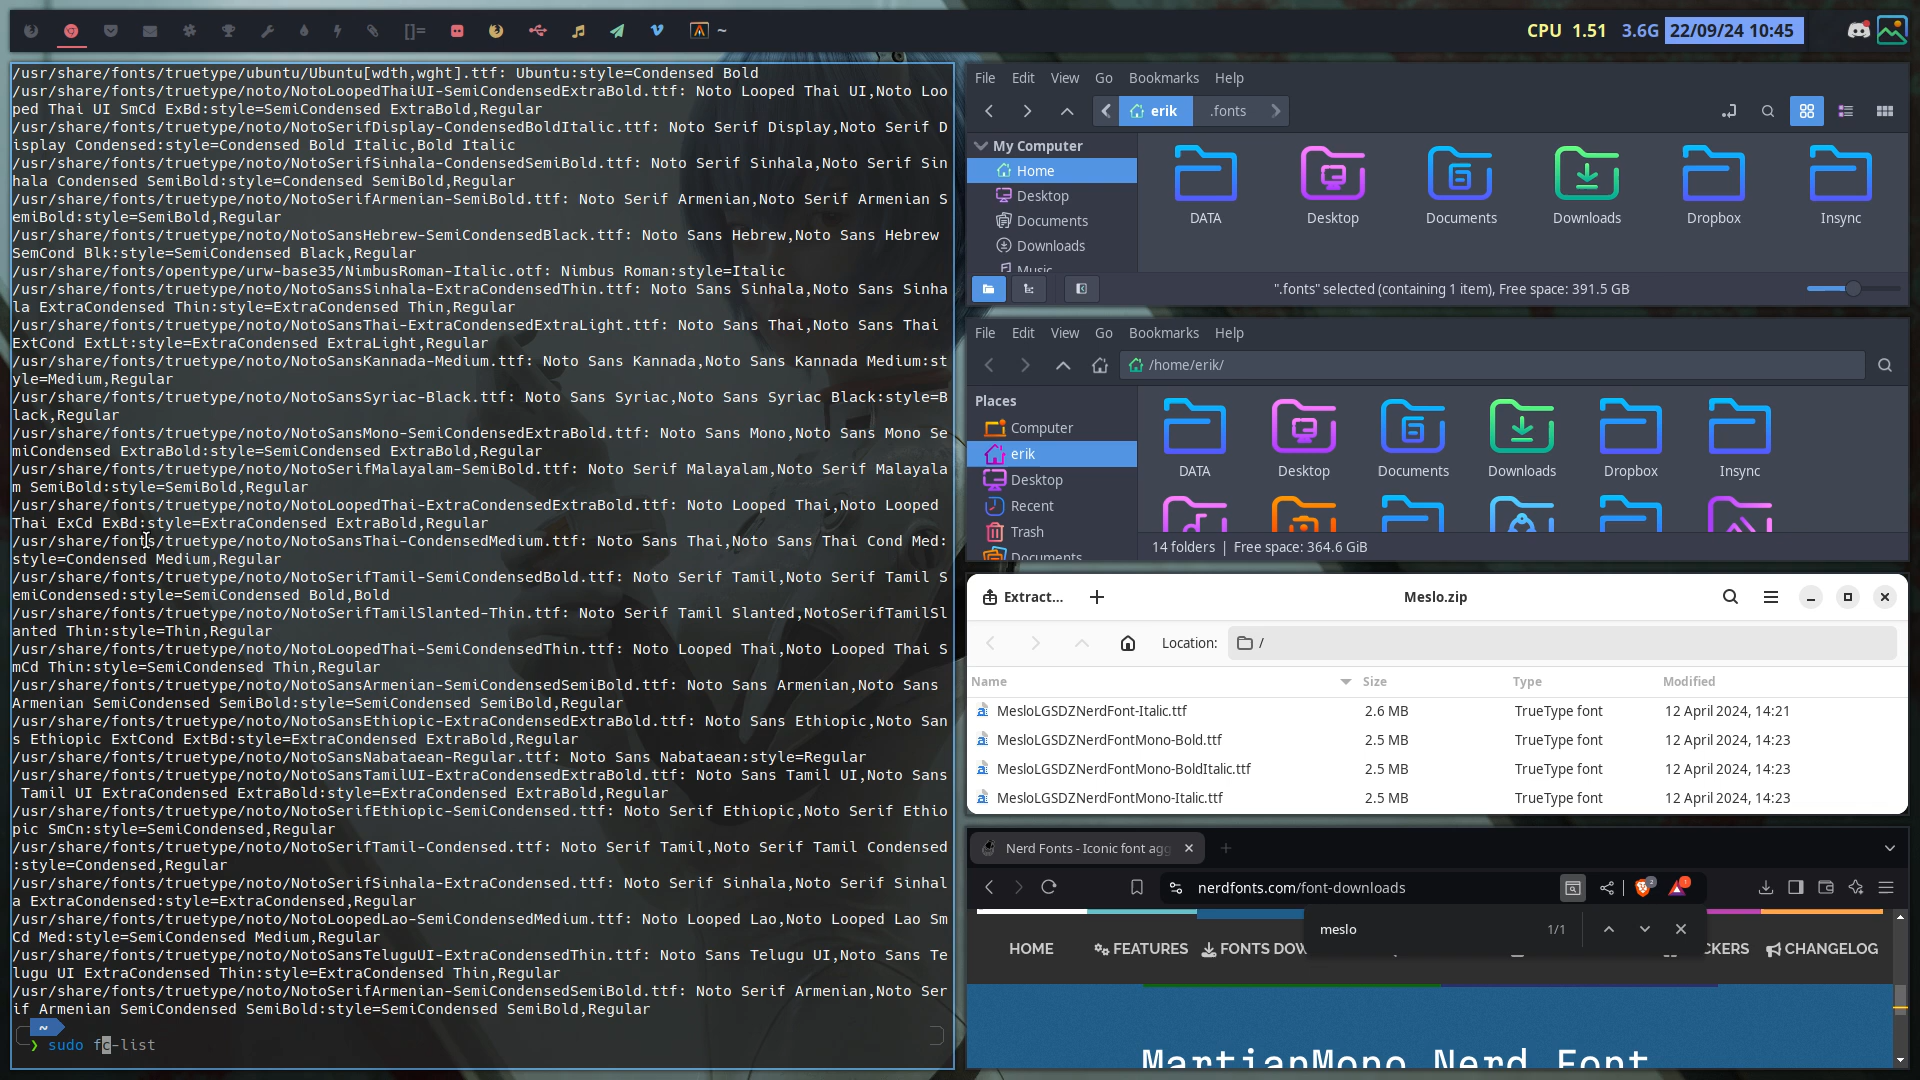 []=
~
CPU 1.51 3.6G 22/09/24 10:45
/usr/share/fonts/truetype/ubuntu/Ubuntu[wdth,wght].ttf: Ubuntu:style=Condensed Bold
/usr/share/fonts/truetype/noto/NotoLoopedThaiUI-SemiCondensedExtraBold.ttf: Noto Looped Thai UI,Noto Loo
ped Thai UI SmCd ExBd:style=SemiCondensed ExtraBold,Regular
/usr/share/fonts/truetype/noto/NotoSerifDisplay-CondensedBoldItalic.ttf: Noto Serif Display,Noto Serif D
isplay Condensed:style=Condensed Bold Italic,Bold Italic
/usr/share/fonts/truetype/noto/NotoSerifSinhala-CondensedSemiBold.ttf: Noto Serif Sinhala,Noto Serif Sin
hala Condensed SemiBold:style=Condensed SemiBold,Regular
/usr/share/fonts/truetype/noto/NotoSerifArmenian-SemiBold.ttf: Noto Serif Armenian,Noto Serif Armenian S
emiBold:style=SemiBold,Regular
/usr/share/fonts/truetype/noto/NotoSansHebrew-SemiCondensedBlack.ttf: Noto Sans Hebrew,Noto Sans Hebrew
SemCond Blk:style=SemiCondensed Black,Regular
/usr/share/fonts/opentype/urw-base35/NimbusRoman-Italic.otf: Nimbus Roman:style=Italic
/usr/share/fonts/truetype/noto/NotoSansSinhala-ExtraCondensedThin.ttf: Noto Sans Sinhala,Noto Sans Sinha
la ExtraCondensed Thin:style=ExtraCondensed Thin,Regular
/usr/share/fonts/truetype/noto/NotoSansThai-ExtraCondensedExtraLight.ttf: Noto Sans Thai,Noto Sans Thai
ExtCond ExtLt:style=ExtraCondensed ExtraLight,Regular
/usr/share/fonts/truetype/noto/NotoSansKannada-Medium.ttf: Noto Sans Kannada,Noto Sans Kannada Medium:st
yle=Medium,Regular
/usr/share/fonts/truetype/noto/NotoSansSyriac-Black.ttf: Noto Sans Syriac,Noto Sans Syriac Black:style=B
lack,Regular
/usr/share/fonts/truetype/noto/NotoSansMono-SemiCondensedExtraBold.ttf: Noto Sans Mono,Noto Sans Mono Se
miCondensed ExtraBold:style=SemiCondensed ExtraBold,Regular
/usr/share/fonts/truetype/noto/NotoSerifMalayalam-SemiBold.ttf: Noto Serif Malayalam,Noto Serif Malayala
m SemiBold:style=SemiBold,Regular
/usr/share/fonts/truetype/noto/NotoLoopedThai-ExtraCondensedExtraBold.ttf: Noto Looped Thai,Noto Looped
Thai ExCd ExBd:style=ExtraCondensed ExtraBold,Regular
/usr/share/fonts/truetype/noto/NotoSansThai-CondensedMedium.ttf: Noto Sans Thai,Noto Sans Thai Cond Med:
style=Condensed Medium,Regular
/usr/share/fonts/truetype/noto/NotoSerifTamil-SemiCondensedBold.ttf: Noto Serif Tamil,Noto Serif Tamil S
emiCondensed:style=SemiCondensed Bold,Bold
/usr/share/fonts/truetype/noto/NotoSerifTamilSlanted-Thin.ttf: Noto Serif Tamil Slanted,NotoSerifTamilSl
anted Thin:style=Thin,Regular
/usr/share/fonts/truetype/noto/NotoLoopedThai-SemiCondensedThin.ttf: Noto Looped Thai,Noto Looped Thai S
mCd Thin:style=SemiCondensed Thin,Regular
/usr/share/fonts/truetype/noto/NotoSansArmenian-SemiCondensedSemiBold.ttf: Noto Sans Armenian,Noto Sans
Armenian SemiCondensed SemiBold:style=SemiCondensed SemiBold,Regular
/usr/share/fonts/truetype/noto/NotoSansEthiopic-ExtraCondensedExtraBold.ttf: Noto Sans Ethiopic,Noto San
s Ethiopic ExtCond ExtBd:style=ExtraCondensed ExtraBold,Regular
/usr/share/fonts/truetype/noto/NotoSansNabataean-Regular.ttf: Noto Sans Nabataean:style=Regular
/usr/share/fonts/truetype/noto/NotoSansTamilUI-ExtraCondensedExtraBold.ttf: Noto Sans Tamil UI,Noto Sans
Tamil UI ExtraCondensed ExtraBold:style=ExtraCondensed ExtraBold,Regular
/usr/share/fonts/truetype/noto/NotoSerifEthiopic-SemiCondensed.ttf: Noto Serif Ethiopic,Noto Serif Ethio
pic SmCn:style=SemiCondensed,Regular
/usr/share/fonts/truetype/noto/NotoSerifTamil-Condensed.ttf: Noto Serif Tamil,Noto Serif Tamil Condensed
:style=Condensed,Regular
/usr/share/fonts/truetype/noto/NotoSerifSinhala-ExtraCondensed.ttf: Noto Serif Sinhala,Noto Serif Sinhal
a ExtraCondensed:style=ExtraCondensed,Regular
/usr/share/fonts/truetype/noto/NotoLoopedLao-SemiCondensedMedium.ttf: Noto Looped Lao,Noto Looped Lao Sm
Cd Med:style=SemiCondensed Medium,Regular
/usr/share/fonts/truetype/noto/NotoSansTeluguUI-ExtraCondensedThin.ttf: Noto Sans Telugu UI,Noto Sans Te
lugu UI ExtraCondensed Thin:style=ExtraCondensed Thin,Regular
/usr/share/fonts/truetype/noto/NotoSerifArmenian-SemiCondensedSemiBold.ttf: Noto Serif Armenian,Noto Ser
if Armenian SemiCondensed SemiBold:style=SemiCondensed SemiBold,Regular
~
❯ sudo fc-list
File Edit View Go Bookmarks Help
erik .fonts
My Computer
Home
Desktop
Documents
Downloads
Music
DATA Desktop Documents Downloads Dropbox Insync
".fonts" selected (containing 1 item), Free space: 391.5 GB
File Edit View Go Bookmarks Help
/home/erik/
Places
Computer
erik
Desktop
Recent
Trash
Documents
DATA Desktop Documents Downloads Dropbox Insync
14 folders | Free space: 364.6 GiB
Extract... Meslo.zip
Location: /
Name Size Type Modified
MesloLGSDZNerdFont-Italic.ttf 2.6 MB TrueType font 12 April 2024, 14:21
MesloLGSDZNerdFontMono-Bold.ttf 2.5 MB TrueType font 12 April 2024, 14:23
MesloLGSDZNerdFontMono-BoldItalic.ttf 2.5 MB TrueType font 12 April 2024, 14:23
MesloLGSDZNerdFontMono-Italic.ttf 2.5 MB TrueType font 12 April 2024, 14:23
Nerd Fonts - Iconic font agg
nerdfonts.com/font-downloads
meslo 1/1
HOME FEATURES FONTS DOW CKERS CHANGELOG
MartianMono Nerd Font